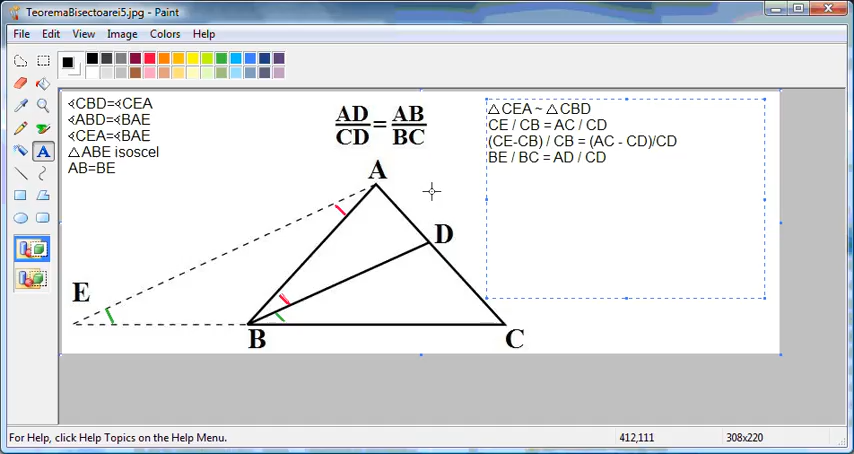 TeoremaBisectoarei5.jpg - Paint
File Edit View Image Colors Help
∢CBD=∢CEA
∢ABD=∢BAE
∢CEA=∢BAE
△ABE isoscel
AB=BE
AD/CD = AB/BC
△CEA ~ △CBD
CE / CB = AC / CD
(CE-CB) / CB = (AC - CD)/CD
BE / BC = AD / CD
A
D
E
B
C
For Help, click Help Topics on the Help Menu.
412,111
308x220